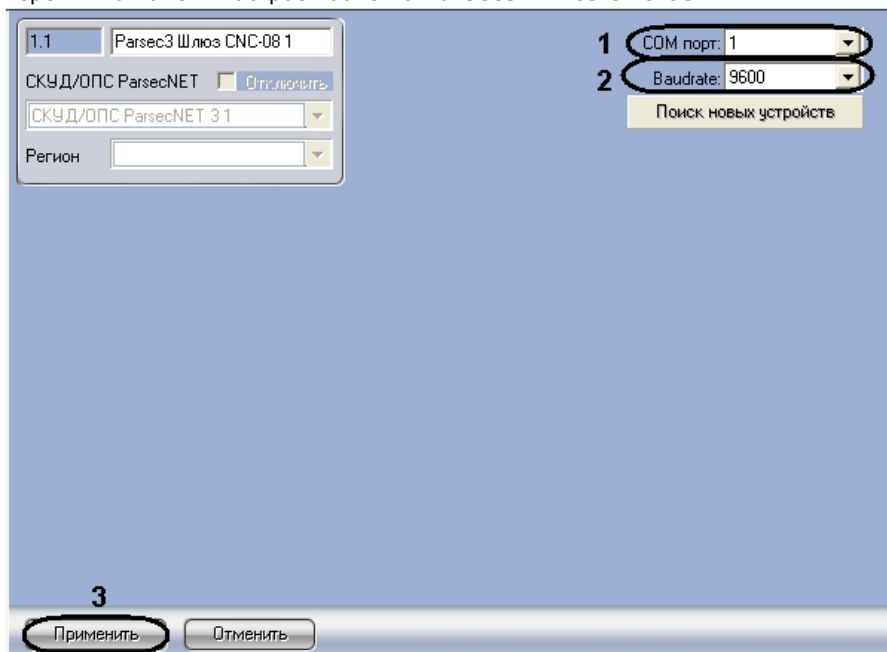 1.1 Parsec3 Шлюз CNC-08 1
СКУД/ОПС ParsecNET Отключить
СКУД/ОПС ParsecNET 3 1
Регион
1 COM порт: 1
2 Baudrate: 9600
Поиск новых устройств
3
Применить Отменить